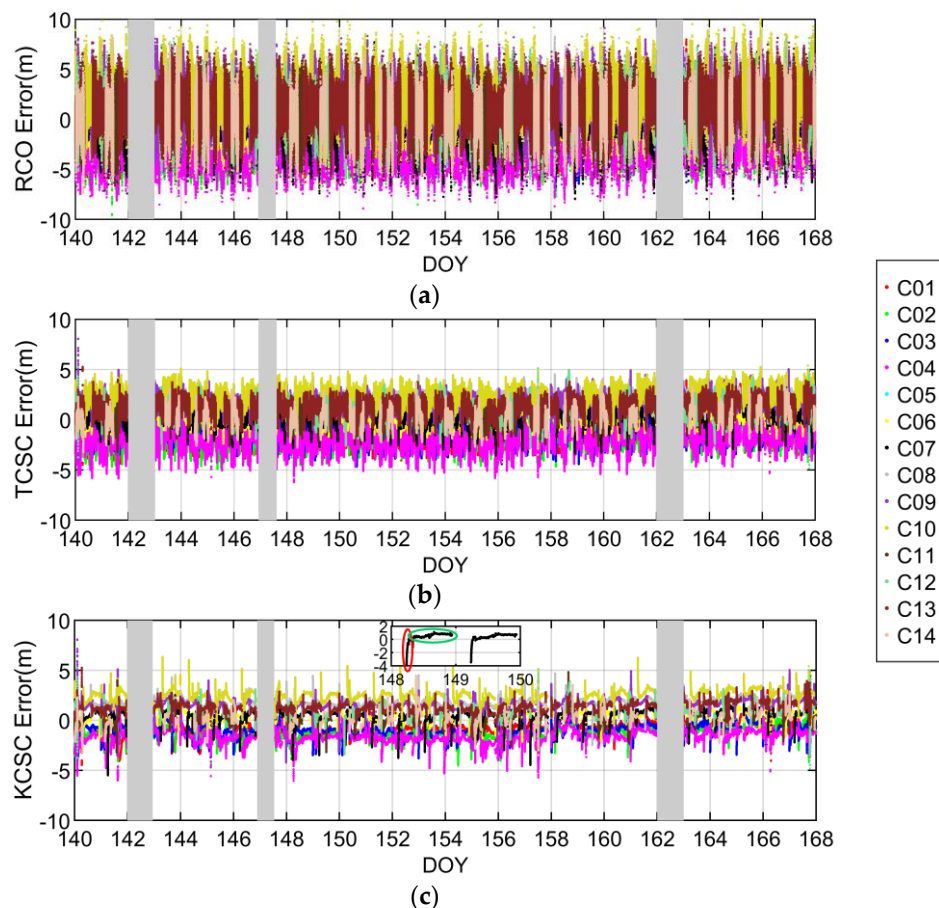 10
5
0
-5
-10
RCO Error(m)
140 142 144 146 148 150 152 154 156 158 160 162 164 166 168
DOY
(a)
10
5
0
-5
-10
TCSC Error(m)
140 142 144 146 148 150 152 154 156 158 160 162 164 166 168
DOY
(b)
10
5
0
-5
-10
KCSC Error(m)
2
0
-2
-4
148 149 150
140 142 144 146 148 150 152 154 156 158 160 162 164 166 168
DOY
(c)
C01
C02
C03
C04
C05
C06
C07
C08
C09
C10
C11
C12
C13
C14